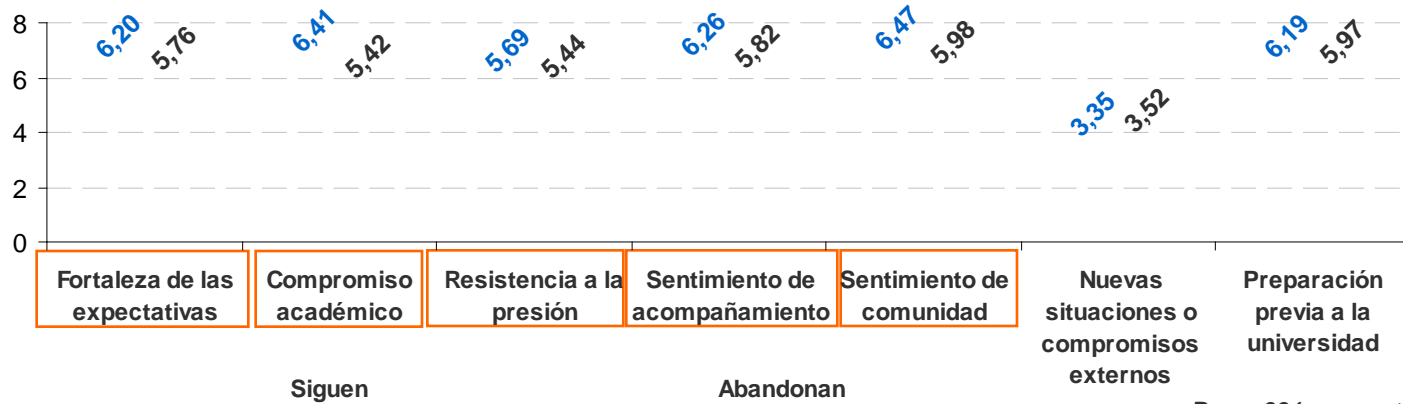 8
6
4
2
0
6,20
5,76
6,41
5,42
5,69
5,44
6,26
5,82
6,47
5,98
3,35
3,52
6,19
5,97
Fortaleza de las
expectativas
Compromiso
académico
Resistencia a la
presión
Sentimiento de
acompañamiento
Sentimiento de
comunidad
Nuevas
situaciones o
compromisos
externos
Preparación
previa a la
universidad
Siguen
Abandonan